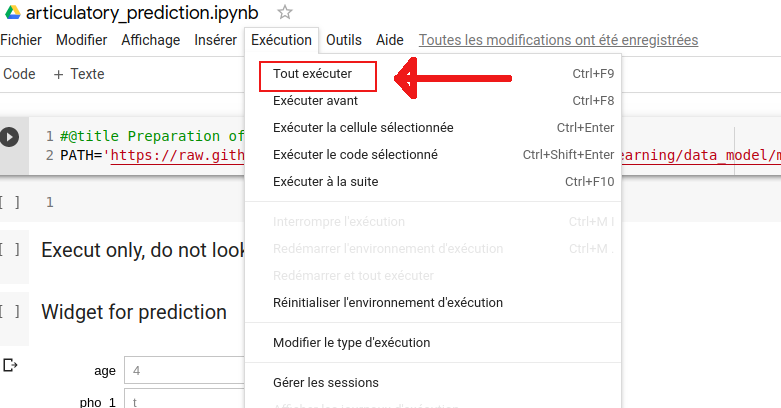 articulatory_prediction.ipynb
Fichier Modifier Affichage Insérer Exécution Outils Aide Toutes les modifications ont été enregistrées
Code + Texte
Tout exécuter Ctrl+F9
Exécuter avant Ctrl+F8
1 #@title Preparation of
Exécuter la cellule sélectionnée Ctrl+Enter
2 PATH='https://raw.gith earning/data_model/m
Exécuter le code sélectionné Ctrl+Shift+Enter
Exécuter à la suite Ctrl+F10
[ ] 1
Interrompre l'exécution Ctrl+M I
[ ] Execut only, do not look
Redémarrer l'environnement d'exécution Ctrl+M .
Redémarrer et tout exécuter
Réinitialiser l'environnement d'exécution
[ ] Widget for prediction
Modifier le type d'exécution
age 4
Gérer les sessions
pho_1 t
Afficher les journaux d'exécution